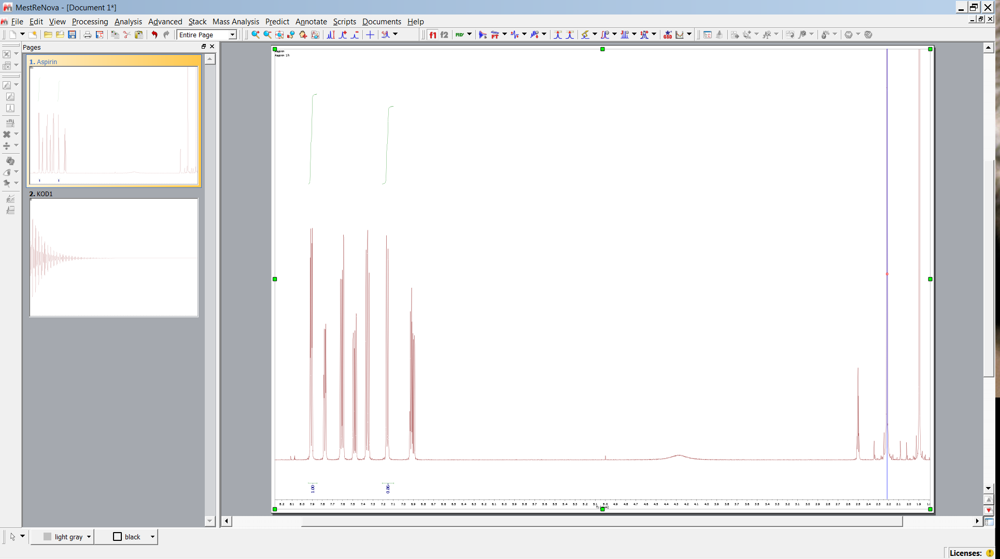 MestReNova - [Document 1*]
File Edit View Processing Analysis Advanced Stack Mass Analysis Predict Annotate Scripts Documents Help
Entire Page
f1 f2 FID FT GSD
Pages
1. Aspirin
2. KOD1
Aspirin
Aspirin 1h
1.00
0.86
8.2 8.1 8.0 7.9 7.8 7.7 7.6 7.5 7.4 7.3 7.2 7.1 7.0 6.9 6.8 6.7 6.6 6.5 6.4 6.3 6.2 6.1 6.0 5.9 5.8 5.7 5.6 5.5 5.4 5.3 5.2 5.1 5.0 4.9 4.8 4.7 4.6 4.5 4.4 4.3 4.2 4.1 4.0 3.9 3.8 3.7 3.6 3.5 3.4 3.3 3.2 3.1 3.0 2.9 2.8 2.7 2.6 2.5 2.4 2.3 2.2 2.1 2.0 1.9
light gray
black
Licenses: